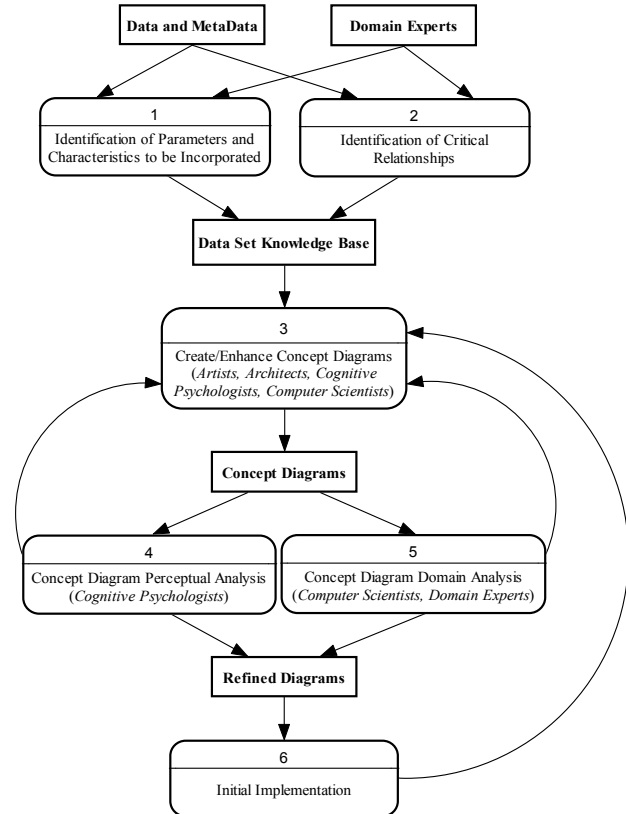 Data and MetaData
Domain Experts
1
Identification of Parameters and
Characteristics to be Incorporated
2
Identification of Critical
Relationships
Data Set Knowledge Base
3
Create/Enhance Concept Diagrams
(Artists, Architects, Cognitive
Psychologists, Computer Scientists)
Concept Diagrams
4
Concept Diagram Perceptual Analysis
(Cognitive Psychologists)
5
Concept Diagram Domain Analysis
(Computer Scientists, Domain Experts)
Refined Diagrams
6
Initial Implementation